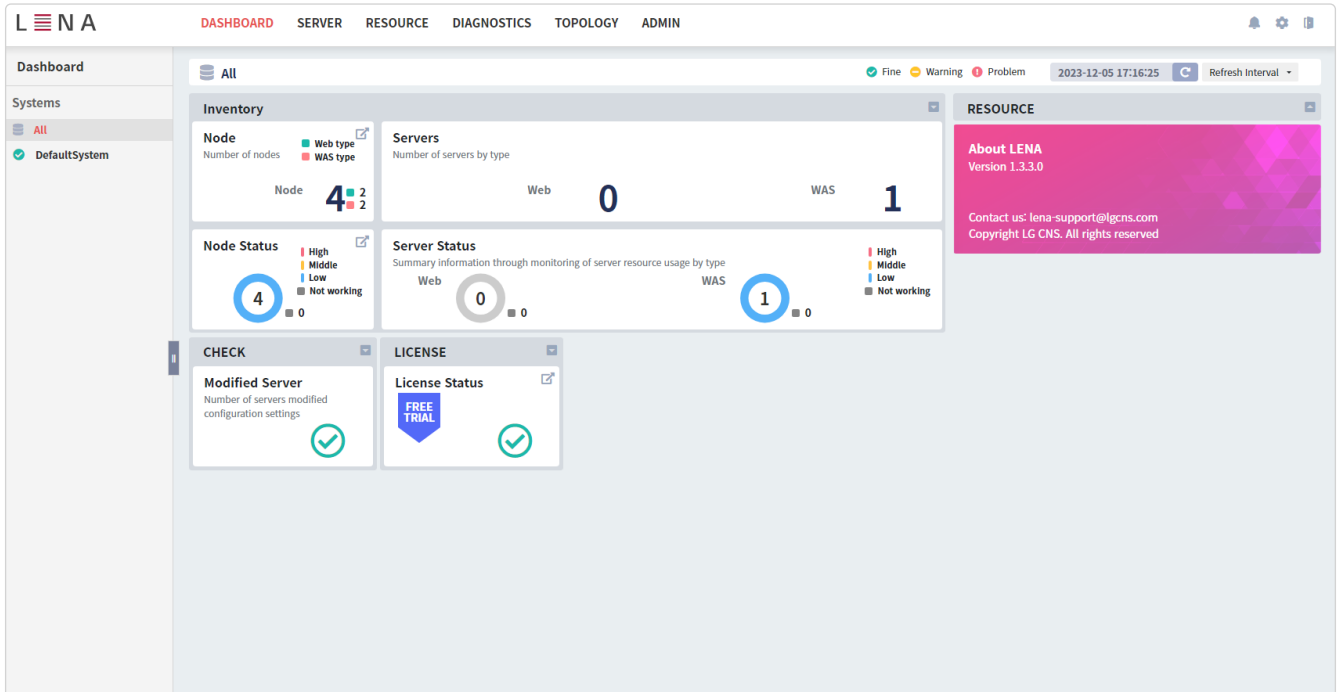 LENA
DASHBOARD SERVER RESOURCE DIAGNOSTICS TOPOLOGY ADMIN
Dashboard
Systems
All
DefaultSystem
All
Fine Warning Problem 2023-12-05 17:16:25 Refresh Interval
Inventory
Node
Number of nodes
Web type
WAS type
Node 4 2
2
Servers
Number of servers by type
Web 0 WAS 1
Node Status
High
Middle
Low
Not working
4
0
Server Status
Summary information through monitoring of server resource usage by type
Web 0 0
WAS 1 0
High
Middle
Low
Not working
RESOURCE
About LENA
Version 1.3.3.0
Contact us: lena-support@lgcns.com
Copyright LG CNS. All rights reserved
CHECK
Modified Server
Number of servers modified
configuration settings
LICENSE
License Status
FREE
TRIAL